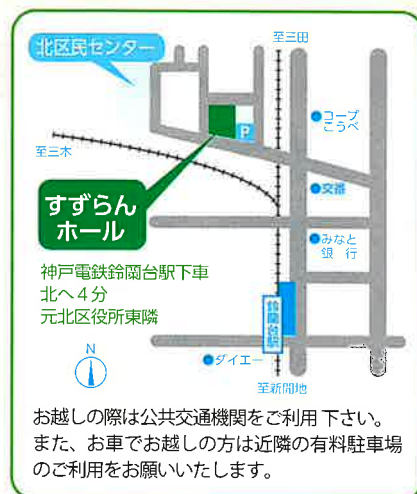 北区民センター
至三田
P
コープ
こうべ
至三木
交番
すずらん
ホール
みなと
銀行
神戸電鉄鈴蘭台駅下車
北へ4分
元北区役所東隣
鈴蘭台駅
N
ダイエー
至新開地
お越しの際は公共交通機関をご利用下さい。
また、お車でお越しの方は近隣の有料駐車場
のご利用をお願いいたします。